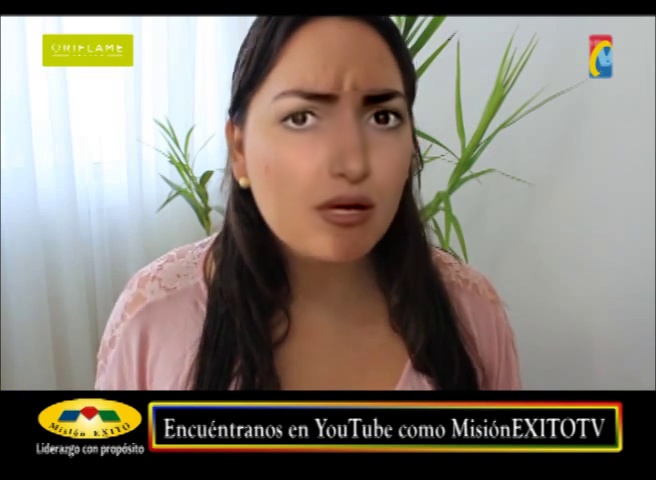 ORIFLAME
Misión EXITO
Liderazgo con propósito
Encuéntranos en YouTube como MisiónEXITOTV